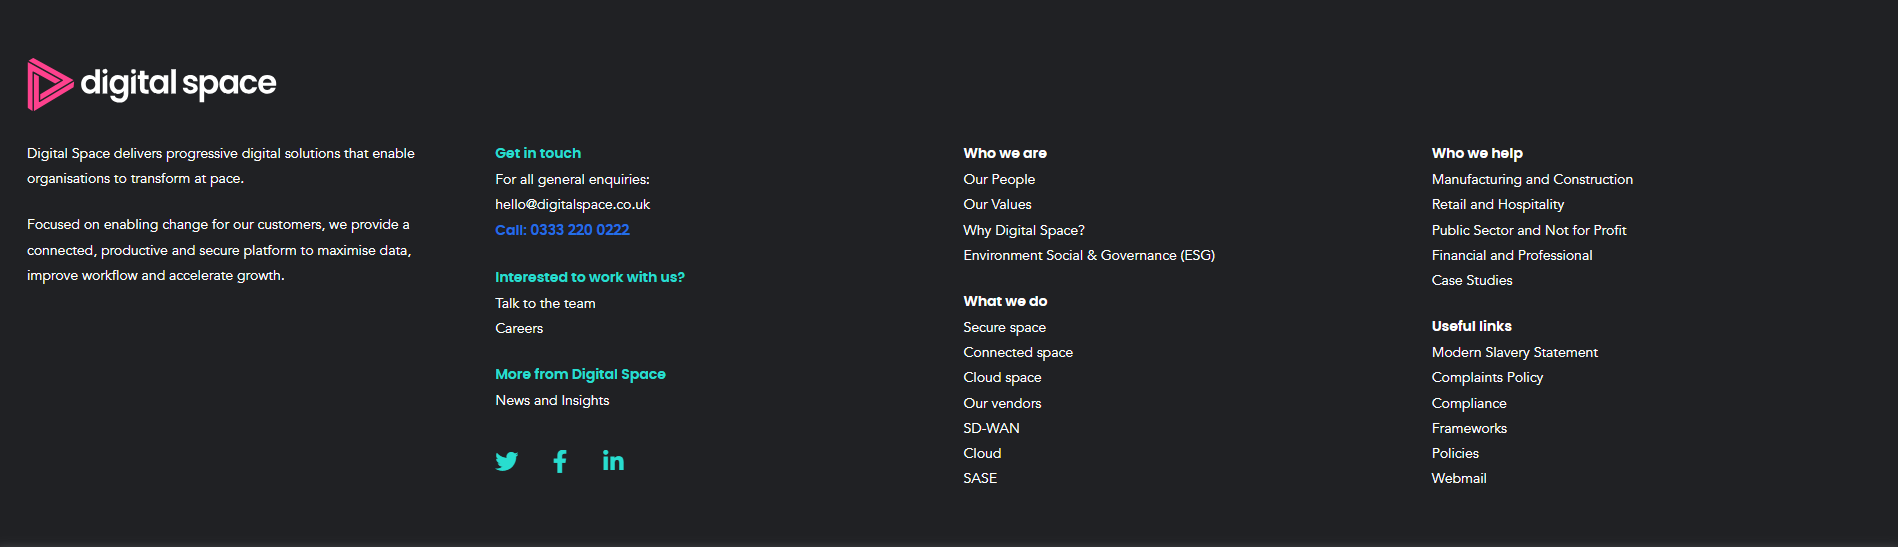 digital space
Digital Space delivers progressive digital solutions that enable
organisations to transform at pace.
Focused on enabling change for our customers, we provide a
connected, productive and secure platform to maximise data,
improve workflow and accelerate growth.
Get in touch
For all general enquiries:
hello@digitalspace.co.uk
Call: 0333 220 0222
Interested to work with us?
Talk to the team
Careers
More from Digital Space
News and Insights
Who we are
Our People
Our Values
Why Digital Space?
Environment Social & Governance (ESG)
What we do
Secure space
Connected space
Cloud space
Our vendors
SD-WAN
Cloud
SASE
Who we help
Manufacturing and Construction
Retail and Hospitality
Public Sector and Not for Profit
Financial and Professional
Case Studies
Useful links
Modern Slavery Statement
Complaints Policy
Compliance
Frameworks
Policies
Webmail